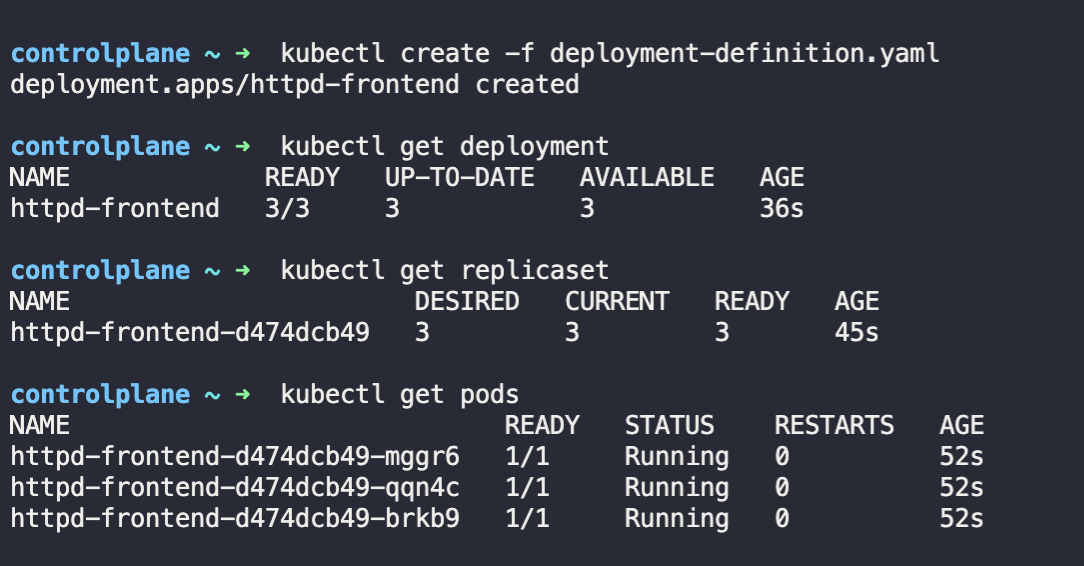 controlplane ~ ➜  kubectl create -f deployment-definition.yaml
deployment.apps/httpd-frontend created
controlplane ~ ➜  kubectl get deployment
NAME             READY   UP-TO-DATE   AVAILABLE   AGE
httpd-frontend   3/3     3            3           36s
controlplane ~ ➜  kubectl get replicaset
NAME                       DESIRED   CURRENT   READY   AGE
httpd-frontend-d474dcb49   3         3         3       45s
controlplane ~ ➜  kubectl get pods
NAME                             READY   STATUS    RESTARTS   AGE
httpd-frontend-d474dcb49-mggr6   1/1     Running   0          52s
httpd-frontend-d474dcb49-qqn4c   1/1     Running   0          52s
httpd-frontend-d474dcb49-brkb9   1/1     Running   0          52s